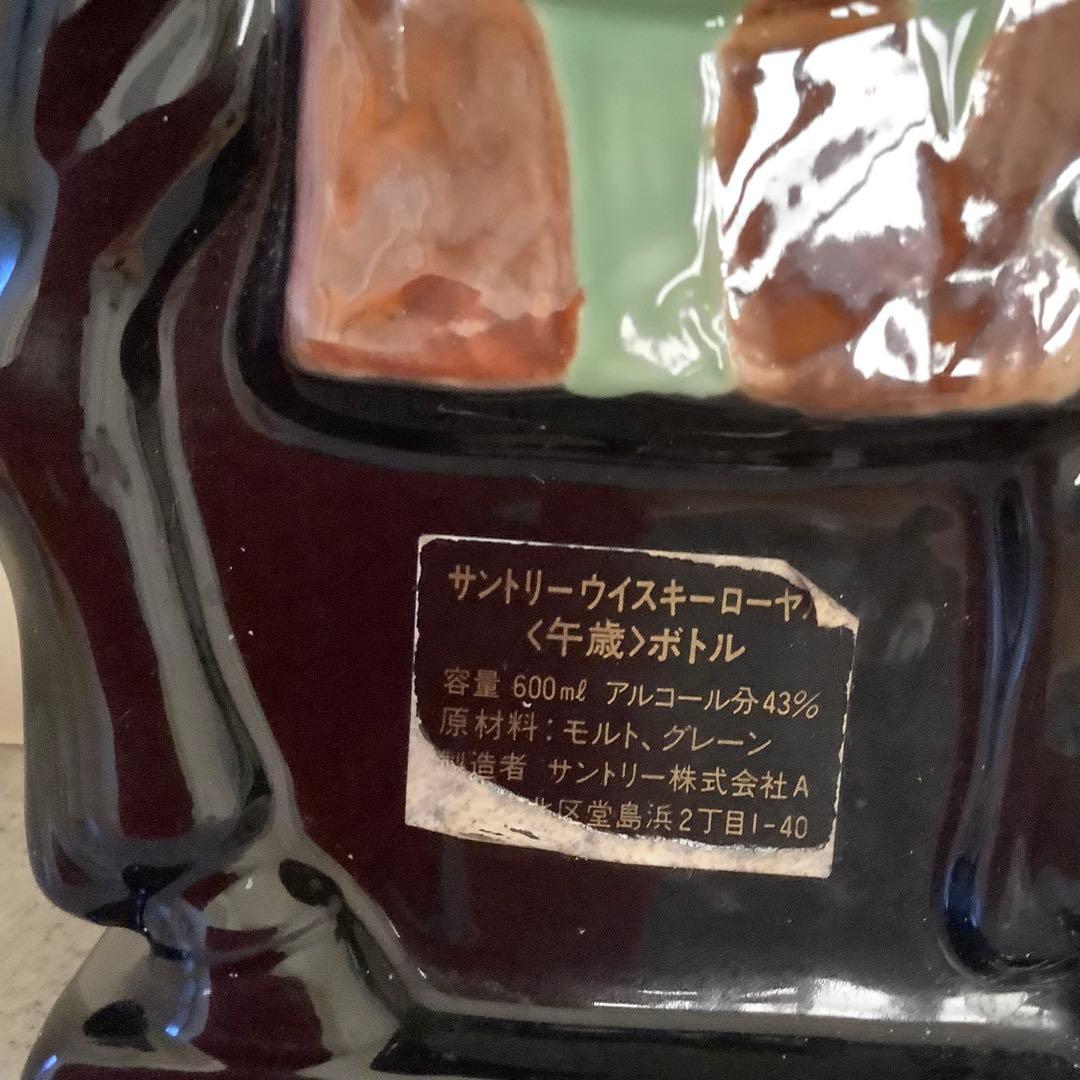 サントリーウイスキーローヤ
〈午歳〉ボトル
容量 600ml アルコール分43%
原材料：モルト、グレーン
製造者 サントリー株式会社A
北区堂島浜2丁目1-40